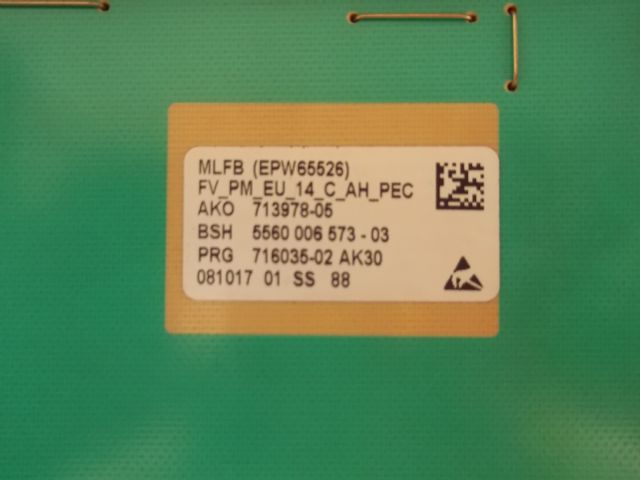 MLFB (EPW65526)
FV_PM_EU_14_C_AH_PEC
AKO 713978-05
BSH 5560 006 573 - 03
PRG 716035-02 AK30
081017 01 SS 88